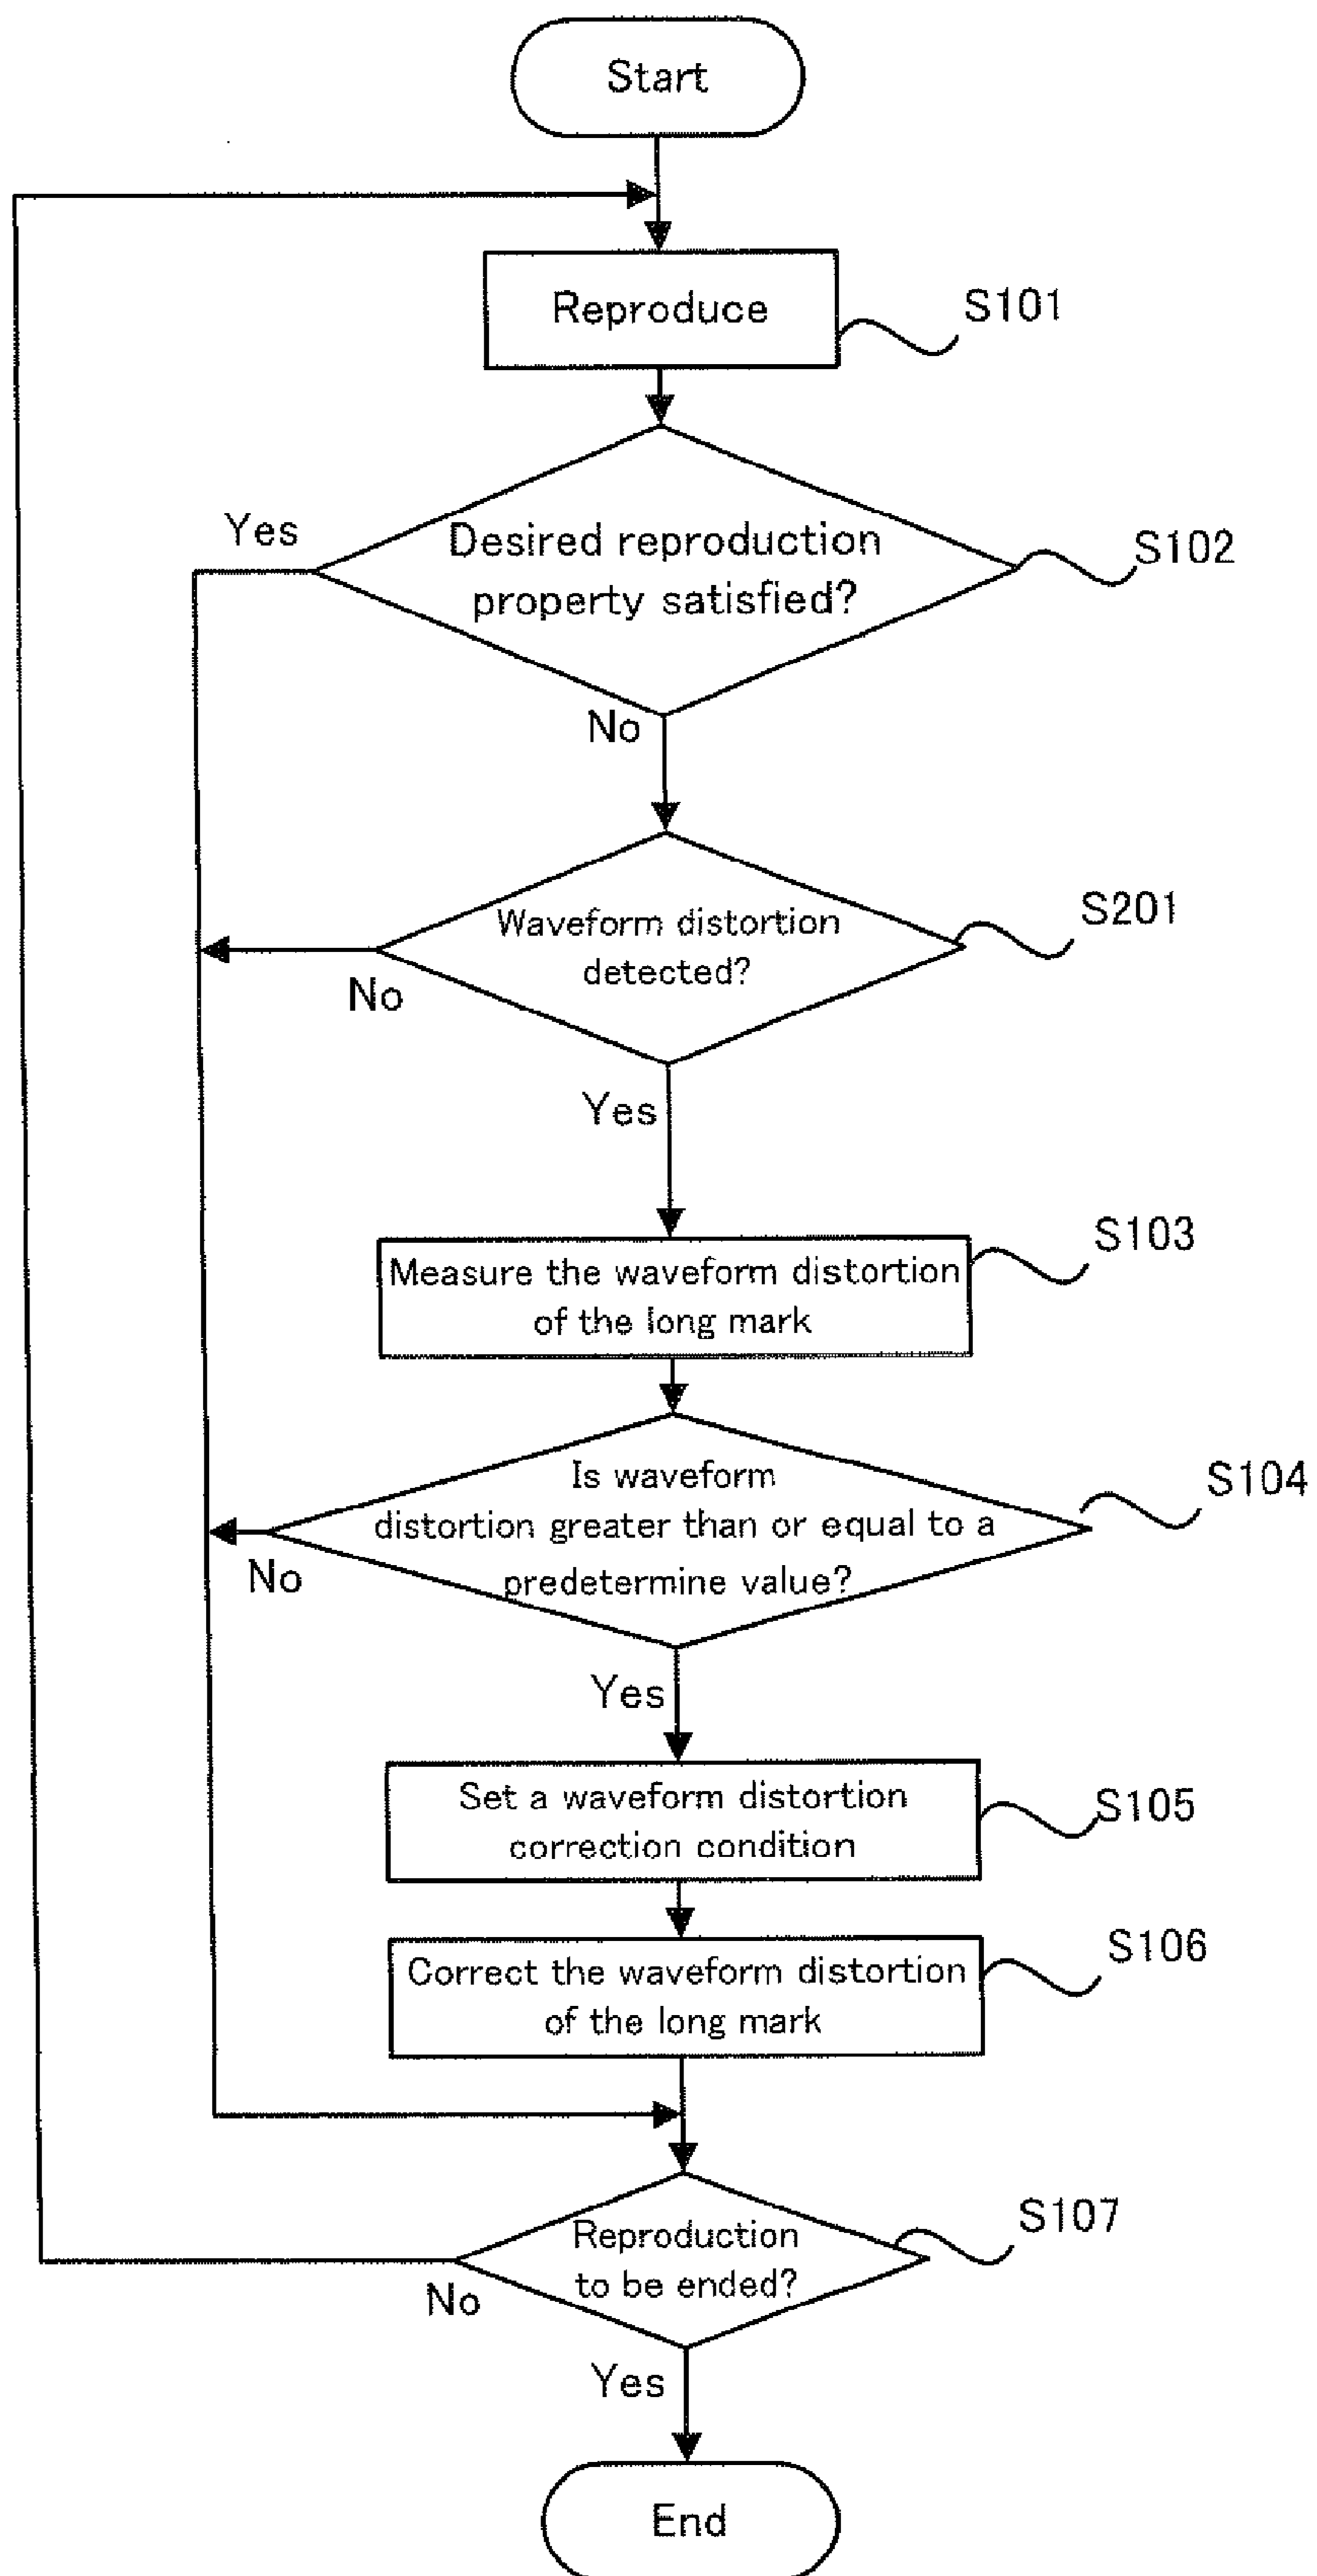 Start
Reproduce
S101
Yes
Desired reproduction
property satisfied?
S102
No
Waveform distortion
detected?
S201
No
Yes
Measure the waveform distortion
of the long mark
S103
Is waveform
distortion greater than or equal to a
predetermine value?
S104
No
Yes
Set a waveform distortion
correction condition
S105
Correct the waveform distortion
of the long mark
S106
Reproduction
to be ended?
S107
No
Yes
End